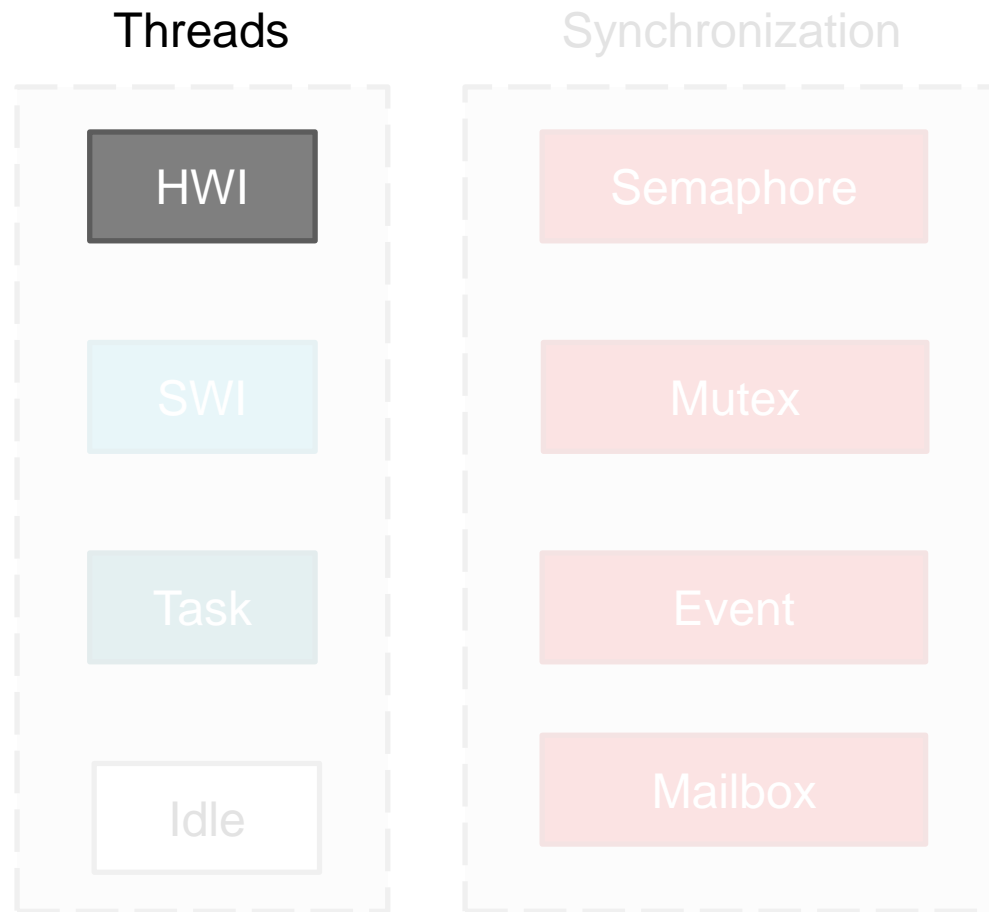 Threads
HWI
SWI
Task
Idle
Synchronization
Semaphore
Mutex
Event
Mailbox